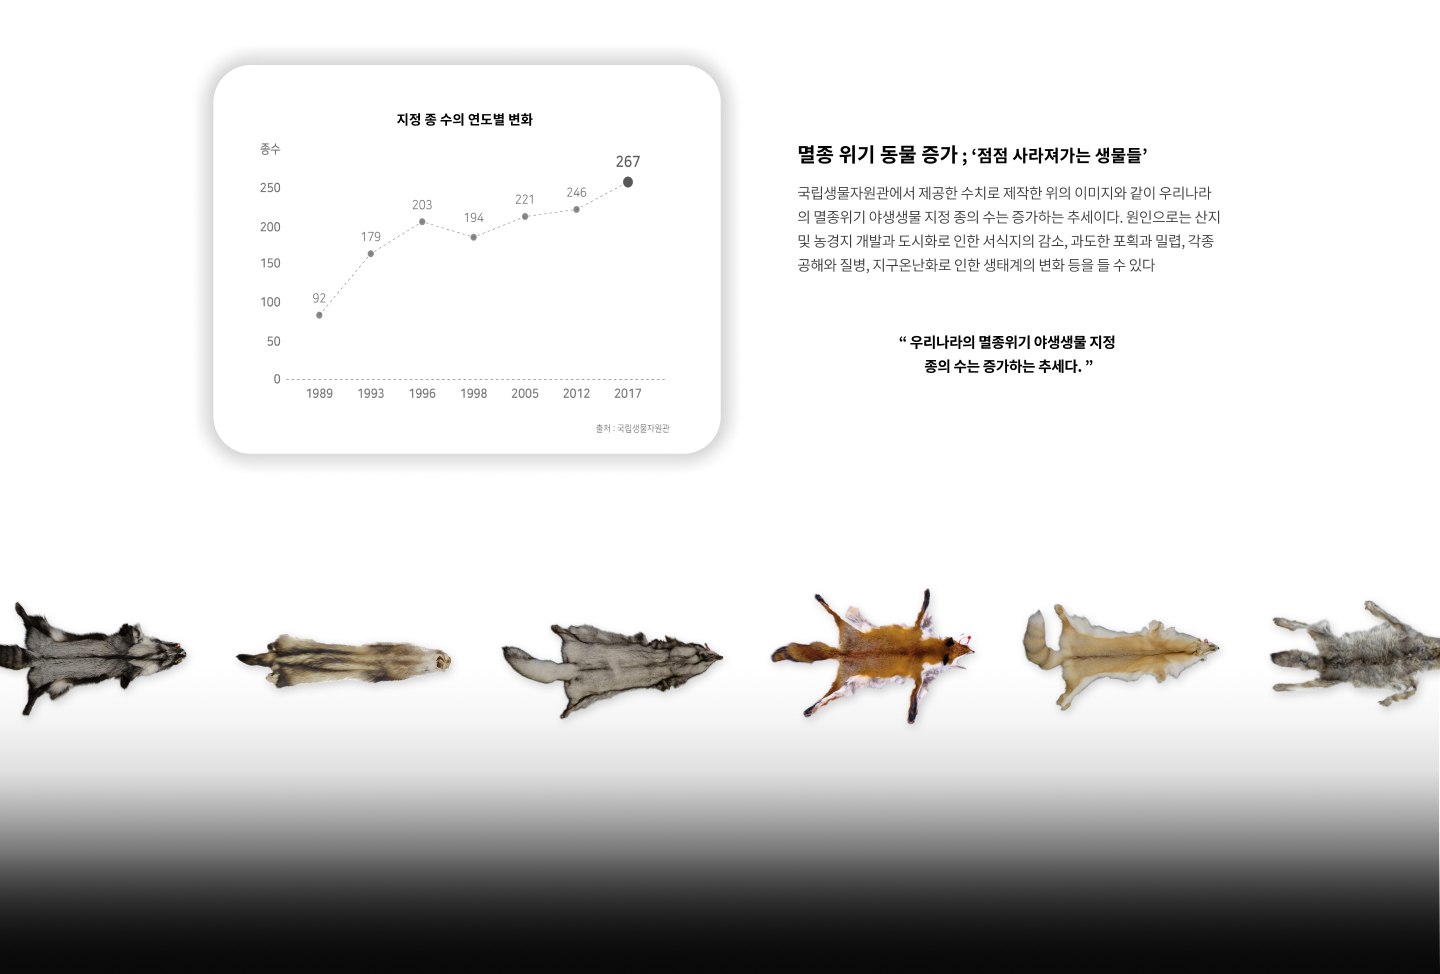 지정 종 수의 연도별 변화
종수
250
200
150
100
50
0
92
179
203
194
221
246
267
1989 1993 1996 1998 2005 2012 2017
출처 : 국립생물자원관
멸종 위기 동물 증가 ; ‘점점 사라져가는 생물들’
국립생물자원관에서 제공한 수치로 제작한 위의 이미지와 같이 우리나라
의 멸종위기 야생생물 지정 종의 수는 증가하는 추세이다. 원인으로는 산지
및 농경지 개발과 도시화로 인한 서식지의 감소, 과도한 포획과 밀렵, 각종
공해와 질병, 지구온난화로 인한 생태계의 변화 등을 들 수 있다
“ 우리나라의 멸종위기 야생생물 지정
종의 수는 증가하는 추세다. ”